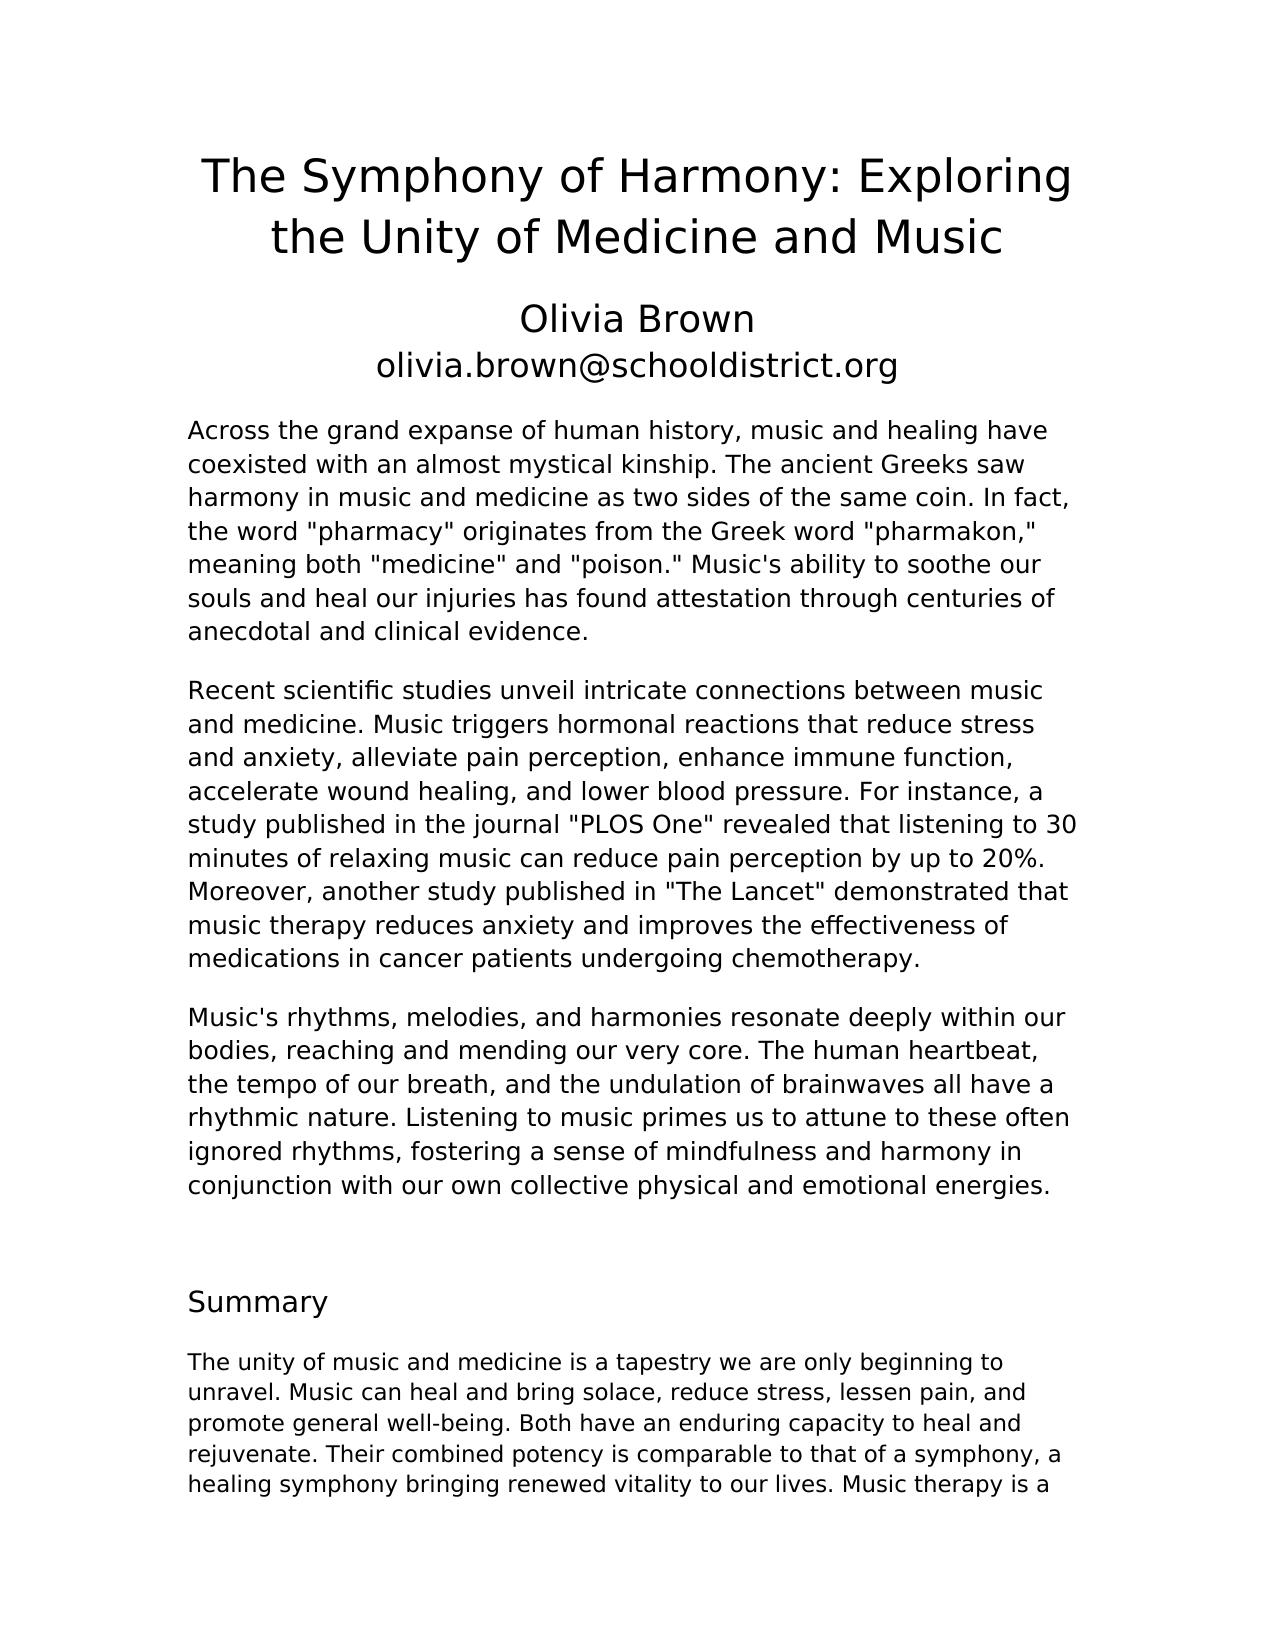 The Symphony of Harmony: Exploring
the Unity of Medicine and Music
Olivia Brown
olivia.brown@schooldistrict.org
Across the grand expanse of human history, music and healing have
coexisted with an almost mystical kinship. The ancient Greeks saw
harmony in music and medicine as two sides of the same coin. In fact,
the word "pharmacy" originates from the Greek word "pharmakon,"
meaning both "medicine" and "poison." Music's ability to soothe our
souls and heal our injuries has found attestation through centuries of
anecdotal and clinical evidence.
Recent scientific studies unveil intricate connections between music
and medicine. Music triggers hormonal reactions that reduce stress
and anxiety, alleviate pain perception, enhance immune function,
accelerate wound healing, and lower blood pressure. For instance, a
study published in the journal "PLOS One" revealed that listening to 30
minutes of relaxing music can reduce pain perception by up to 20%.
Moreover, another study published in "The Lancet" demonstrated that
music therapy reduces anxiety and improves the effectiveness of
medications in cancer patients undergoing chemotherapy.
Music's rhythms, melodies, and harmonies resonate deeply within our
bodies, reaching and mending our very core. The human heartbeat,
the tempo of our breath, and the undulation of brainwaves all have a
rhythmic nature. Listening to music primes us to attune to these often
ignored rhythms, fostering a sense of mindfulness and harmony in
conjunction with our own collective physical and emotional energies.
Summary
The unity of music and medicine is a tapestry we are only beginning to
unravel. Music can heal and bring solace, reduce stress, lessen pain, and
promote general well-being. Both have an enduring capacity to heal and
rejuvenate. Their combined potency is comparable to that of a symphony, a
healing symphony bringing renewed vitality to our lives. Music therapy is a